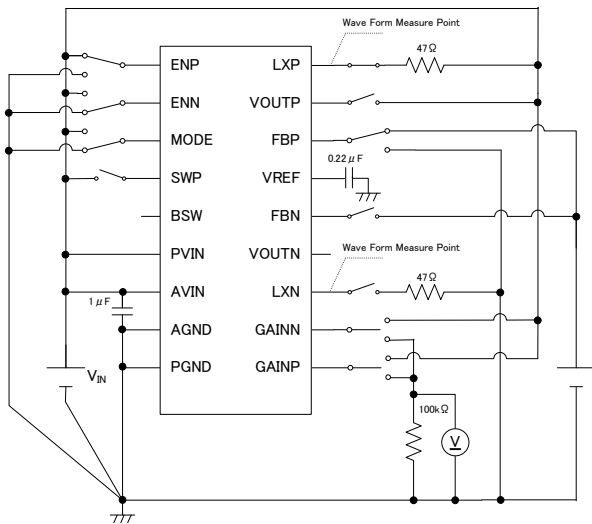 Wave Form Measure Point
47Ω
ENP
LXP
ENN
VOUTP
MODE
FBP
0.22μF
SWP
VREF
BSW
FBN
PVIN
VOUTN
Wave Form Measure Point
47Ω
AVIN
LXN
1μF
AGND
GAINN
PGND
GAINP
VIN
100kΩ
V